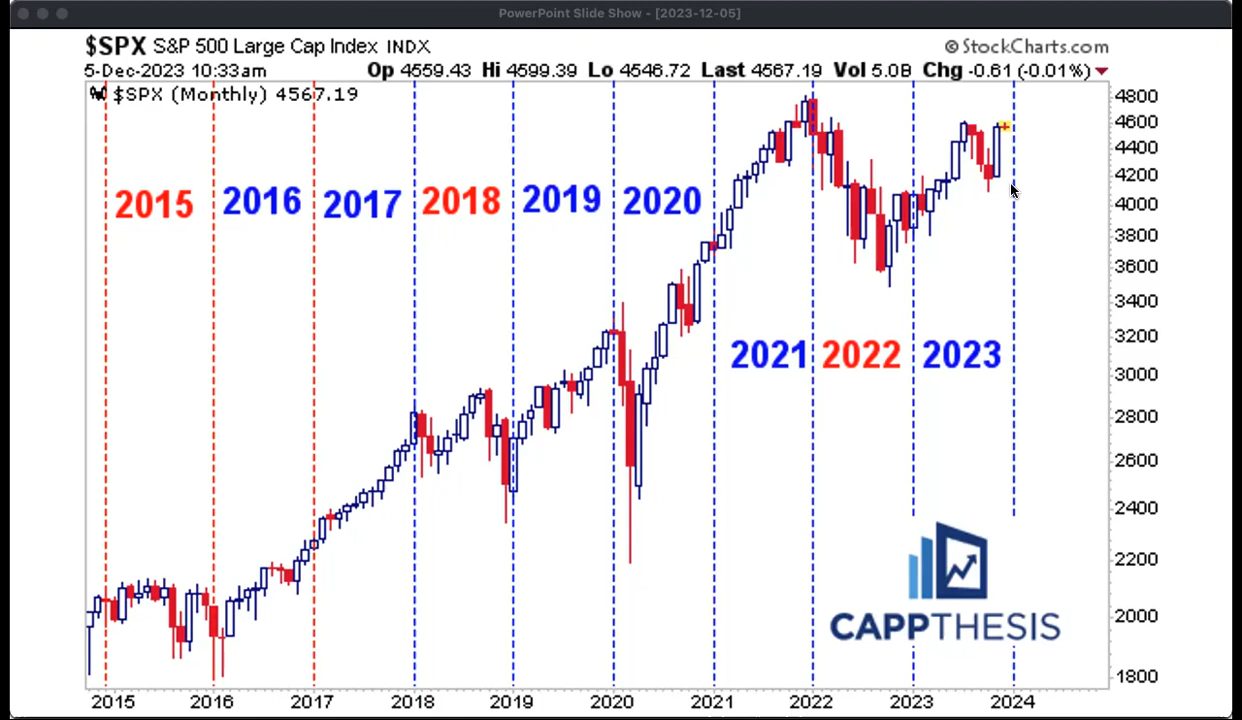 PowerPoint Slide Show - [2023-12-05]
$SPX S&P 500 Large Cap Index INDX
© StockCharts.com
5-Dec-2023 10:33am Op 4559.43 Hi 4599.39 Lo 4546.72 Last 4567.19 Vol 5.0B Chg -0.61 (-0.01%)
$SPX (Monthly) 4567.19
4800
4600
4400
4200
4000
3800
3600
3400
3200
3000
2800
2600
2400
2200
2000
1800
2015 2016 2017 2018 2019 2020
2021 2022 2023
CAPPTHESIS
2015 2016 2017 2018 2019 2020 2021 2022 2023 2024